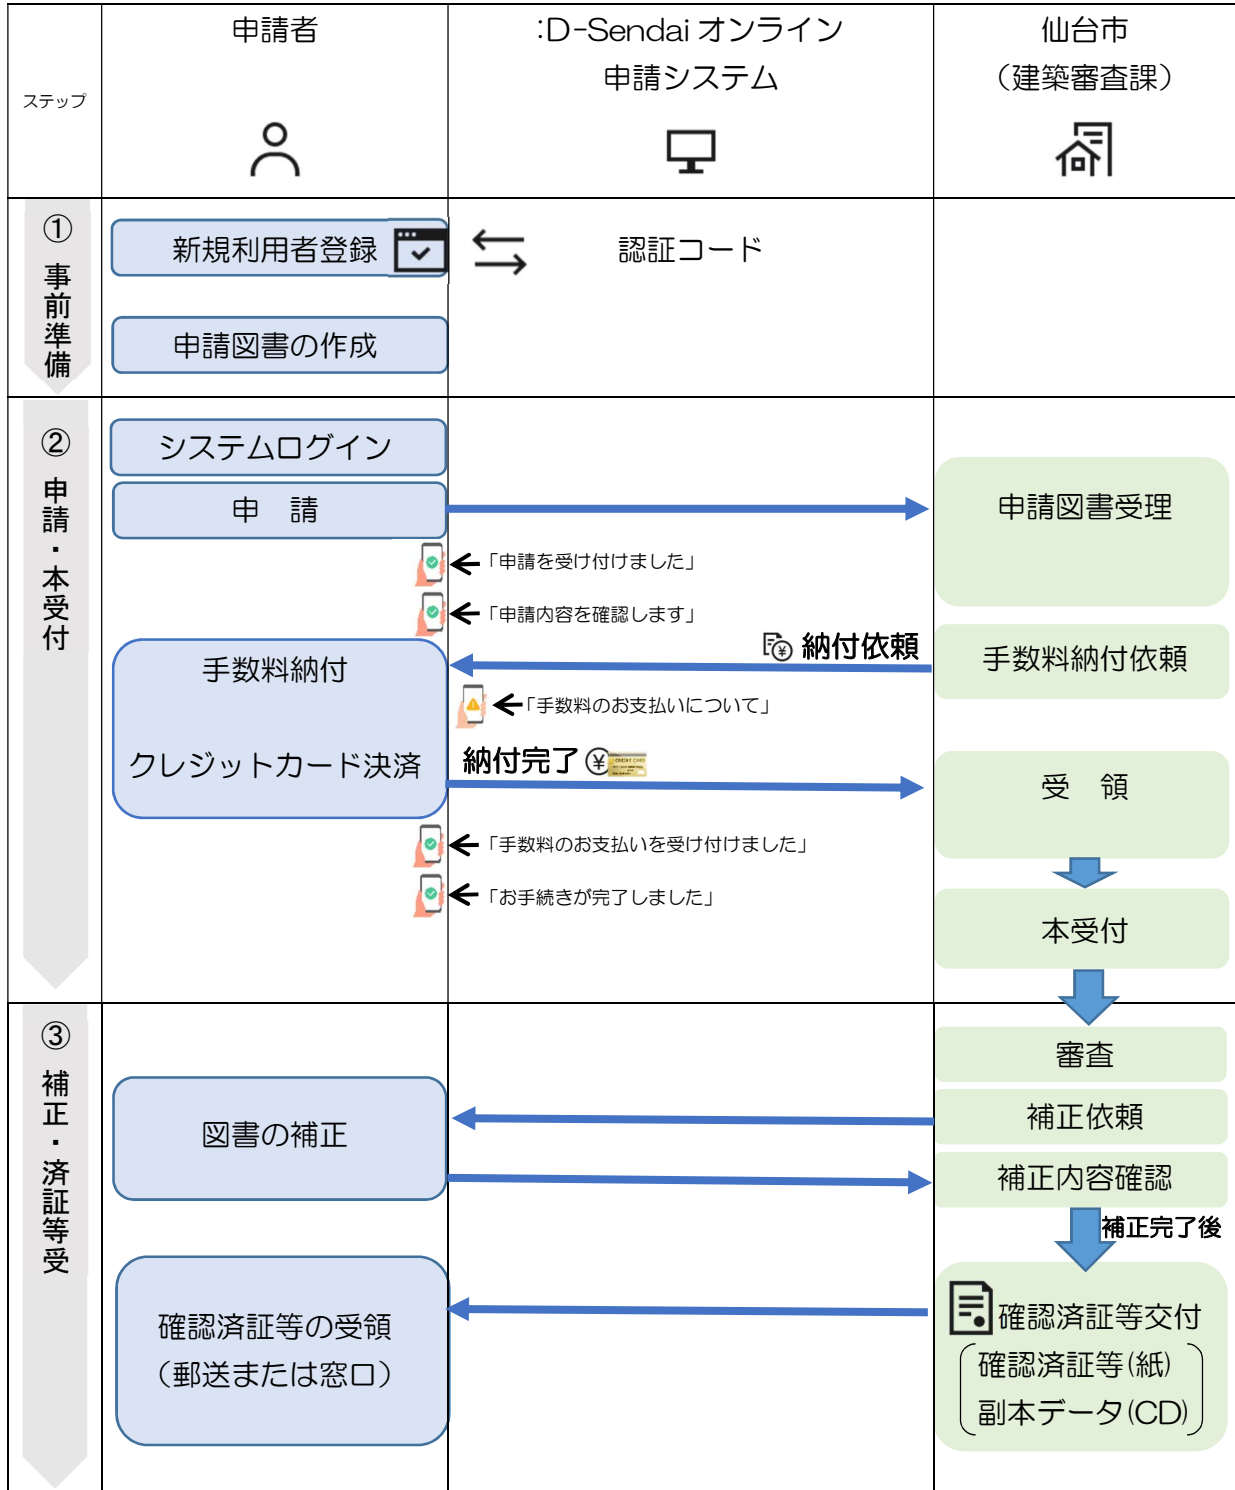 ステップ
申請者
:D-Sendai オンライン
申請システム
仙台市
（建築審査課）
①
事前準備
新規利用者登録
認証コード
申請図書の作成
②
申請・本受付
システムログイン
申　請
申請図書受理
「申請を受け付けました」
「申請内容を確認します」
納付依頼
手数料納付依頼
手数料納付
「手数料のお支払いについて」
クレジットカード決済
納付完了
CREDIT CARD
受　領
「手数料のお支払いを受け付けました」
「お手続きが完了しました」
本受付
③
補正・済証等受
審査
補正依頼
図書の補正
補正内容確認
補正完了後
確認済証等の受領
（郵送または窓口）
確認済証等交付
確認済証等(紙)
副本データ(CD)